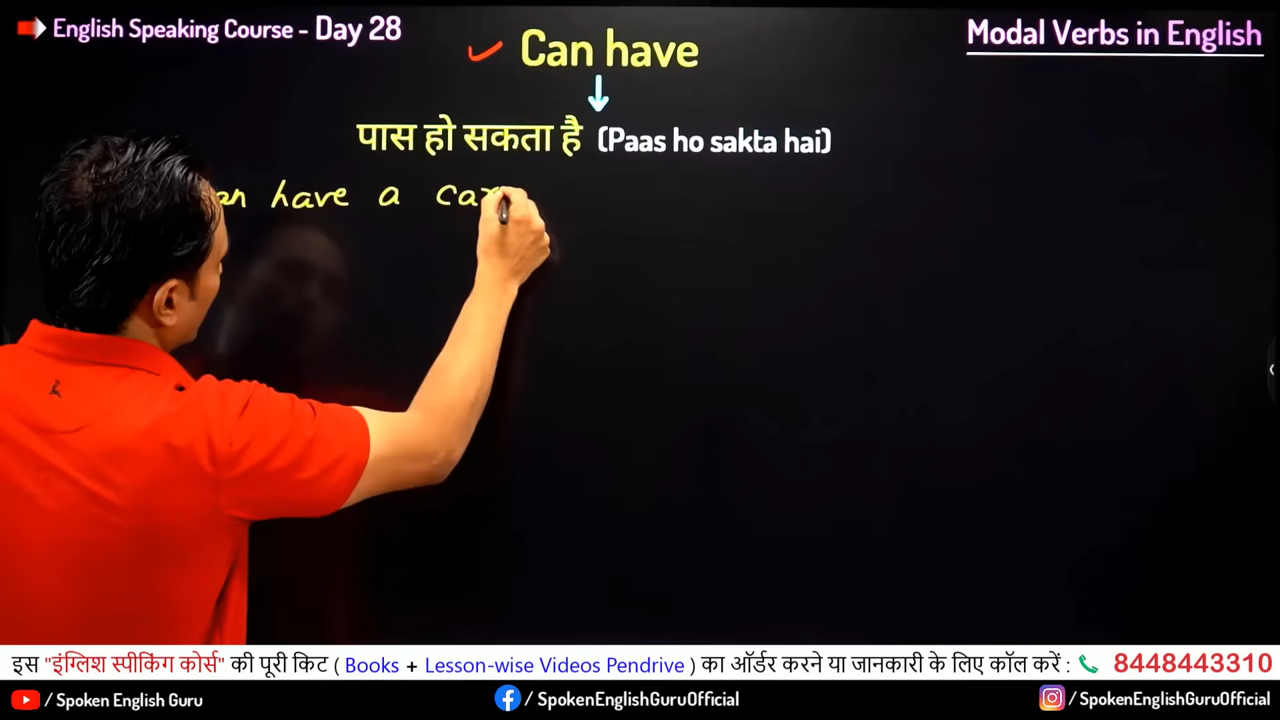 English Speaking Course - Day 28
Can have
Modal Verbs in English
पास हो सकता है (Paas ho sakta hai)
have a
इस "इंग्लिश स्पीकिंग कोर्स" की पूरी किट ( Books + Lesson-wise Videos Pendrive ) का ऑर्डर करने या जानकारी के लिए कॉल करें : 8448443310
/ Spoken English Guru
/ SpokenEnglishGuruOfficial
/ SpokenEnglishGuruOfficial